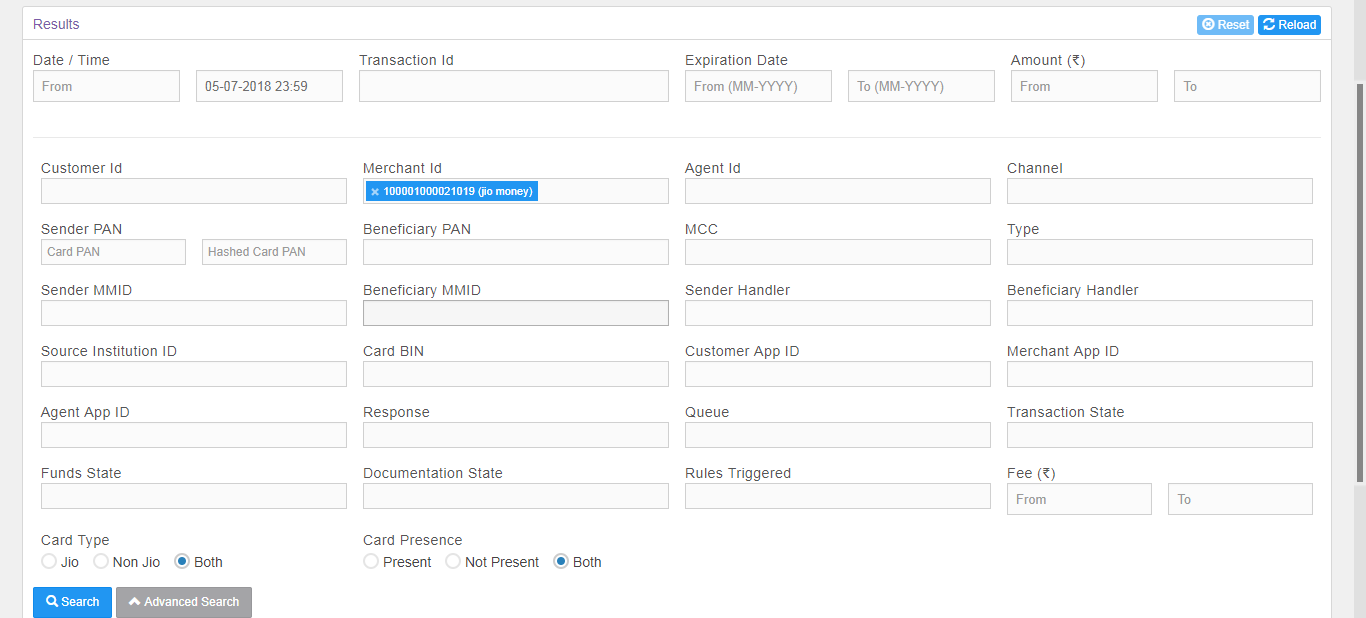 Results
Reset
Reload
Date / Time
Transaction Id
Expiration Date
Amount (₹)
From
05-07-2018 23:59
From (MM-YYYY)
To (MM-YYYY)
From
To
Customer Id
Merchant Id
Agent Id
Channel
× 100001000021019 (jio money)
Sender PAN
Beneficiary PAN
MCC
Type
Card PAN
Hashed Card PAN
Sender MMID
Beneficiary MMID
Sender Handler
Beneficiary Handler
Source Institution ID
Card BIN
Customer App ID
Merchant App ID
Agent App ID
Response
Queue
Transaction State
Funds State
Documentation State
Rules Triggered
Fee (₹)
From
To
Card Type
Card Presence
Jio
Non Jio
Both
Present
Not Present
Both
Search
Advanced Search